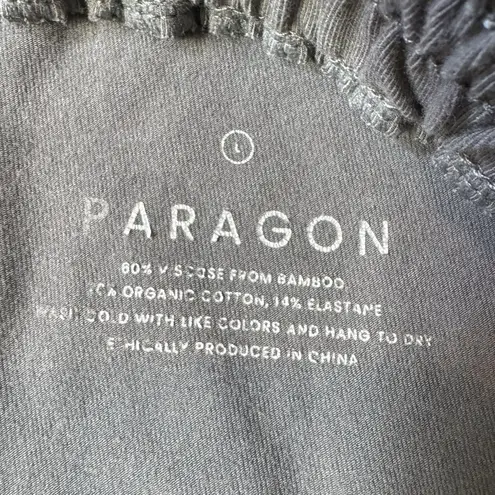 L
PARAGON
80% VISCOSE FROM BAMBOO
ORGANIC COTTON, 14% ELASTANE
WASH COLD WITH LIKE COLORS AND HANG TO DRY
ETHICALLY PRODUCED IN CHINA